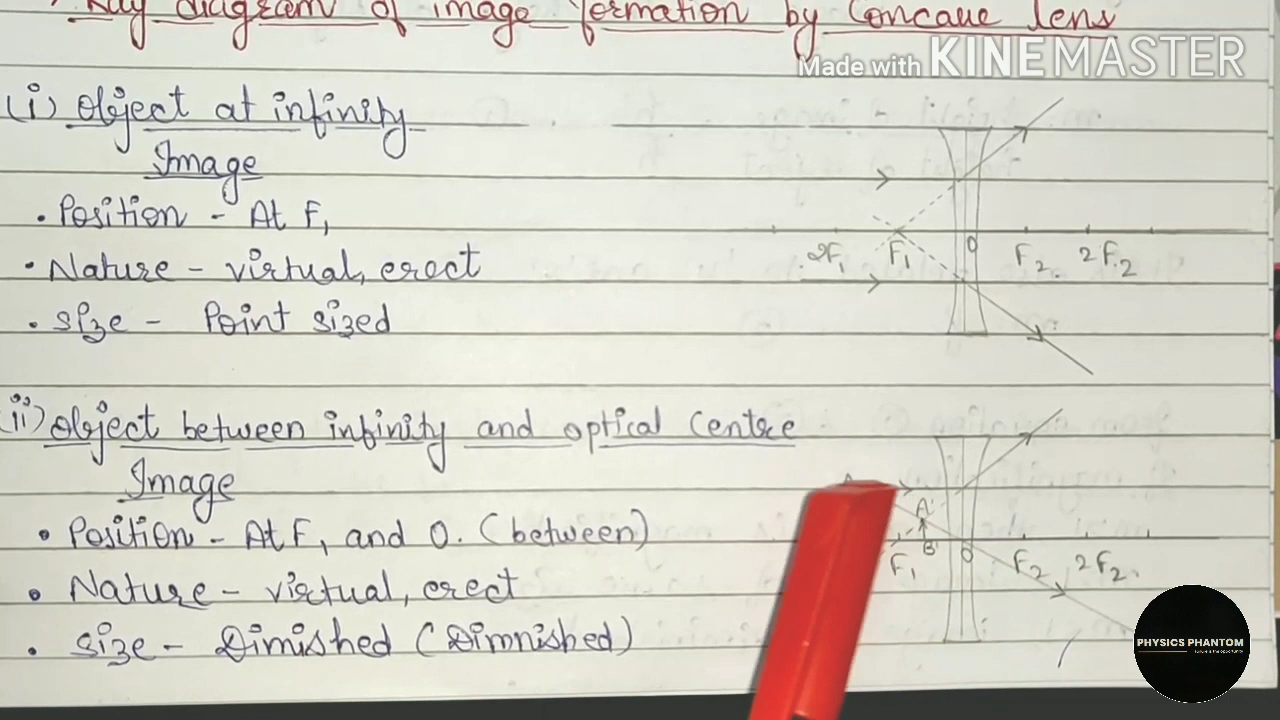 Ray diagram of image formation by Concave lens
Made with KINEMASTER
(i) Object at infinity
Image
• Position - At F1
• Nature - virtual, erect
• size - Point sized
2F1 F1 O F2 2F2
(ii) Object between infinity and optical Centre
Image
• Position - At F1 and O. (between)
• Nature - virtual, erect
• size - Dimished (Dimnished)
A A' B' F1 O F2 2F2
PHYSICS PHANTOM